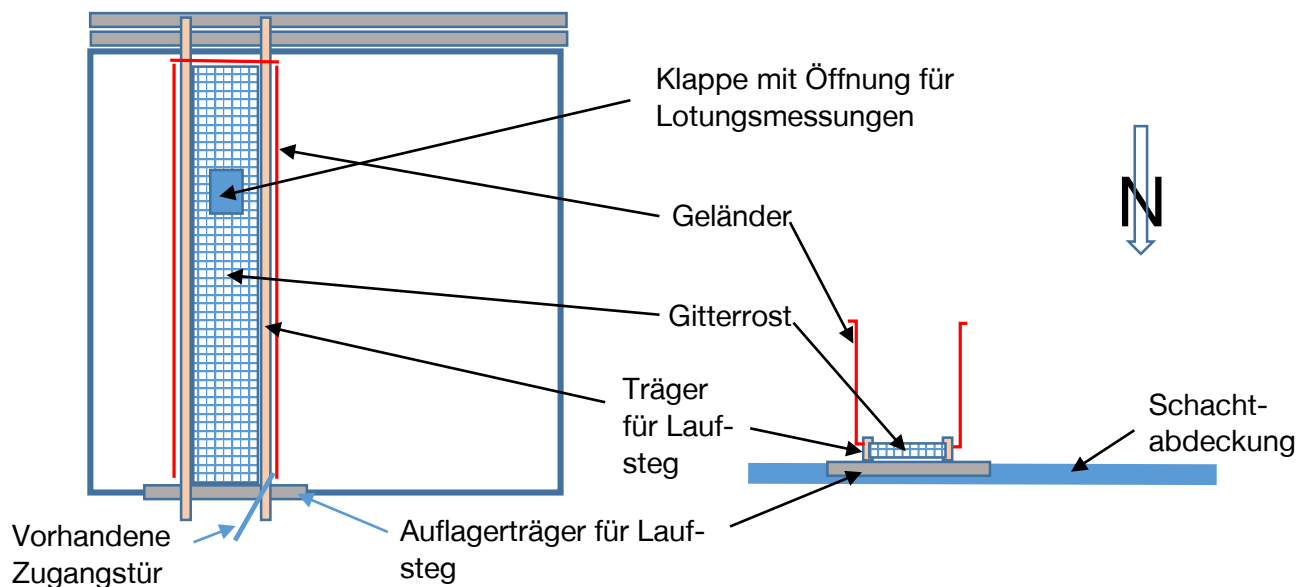 Klappe mit Öffnung für
Lotungsmessungen
N
Geländer
Gitterrost
Träger
für Lauf-
steg
Schacht-
abdeckung
Vorhandene
Zugangstür
Auflagerträger für Lauf-
steg